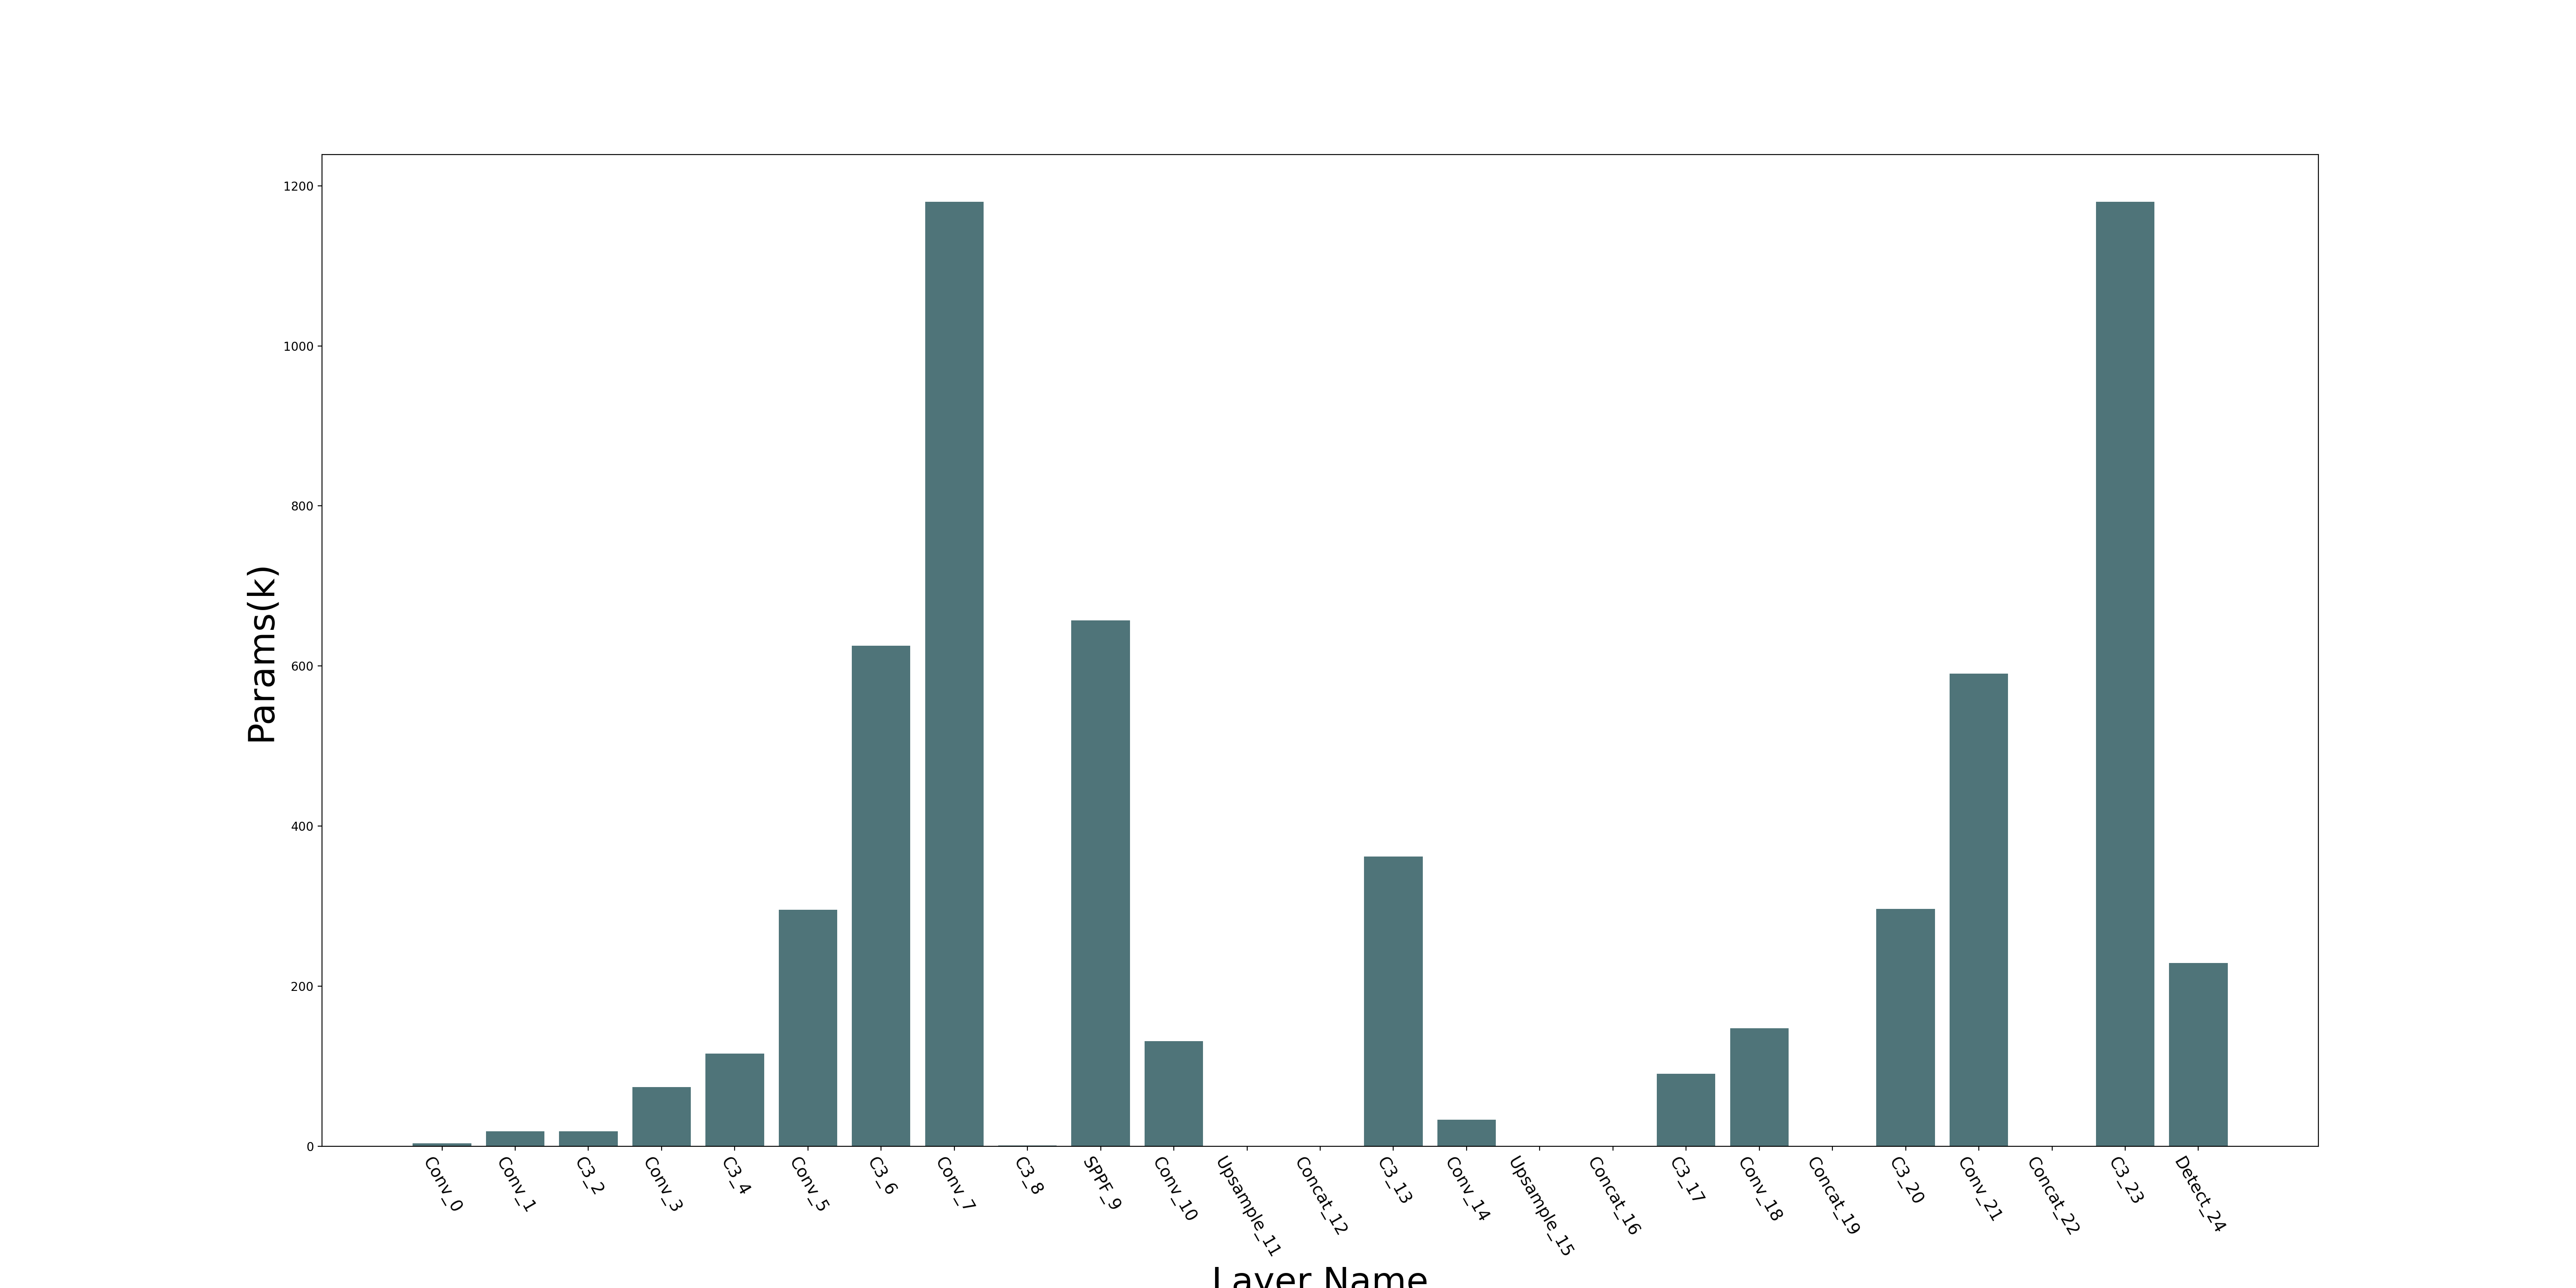 1200
1000
800
600
400
200
0
Params(k)
Conv_0
Conv_1
C3_2
Conv_3
C3_4
Conv_5
C3_6
Conv_7
C3_8
SPPF_9
Conv_10
Upsample_11
Concat_12
C3_13
Conv_14
Upsample_15
Concat_16
C3_17
Conv_18
Concat_19
C3_20
Conv_21
Concat_22
C3_23
Detect_24
Layer Name